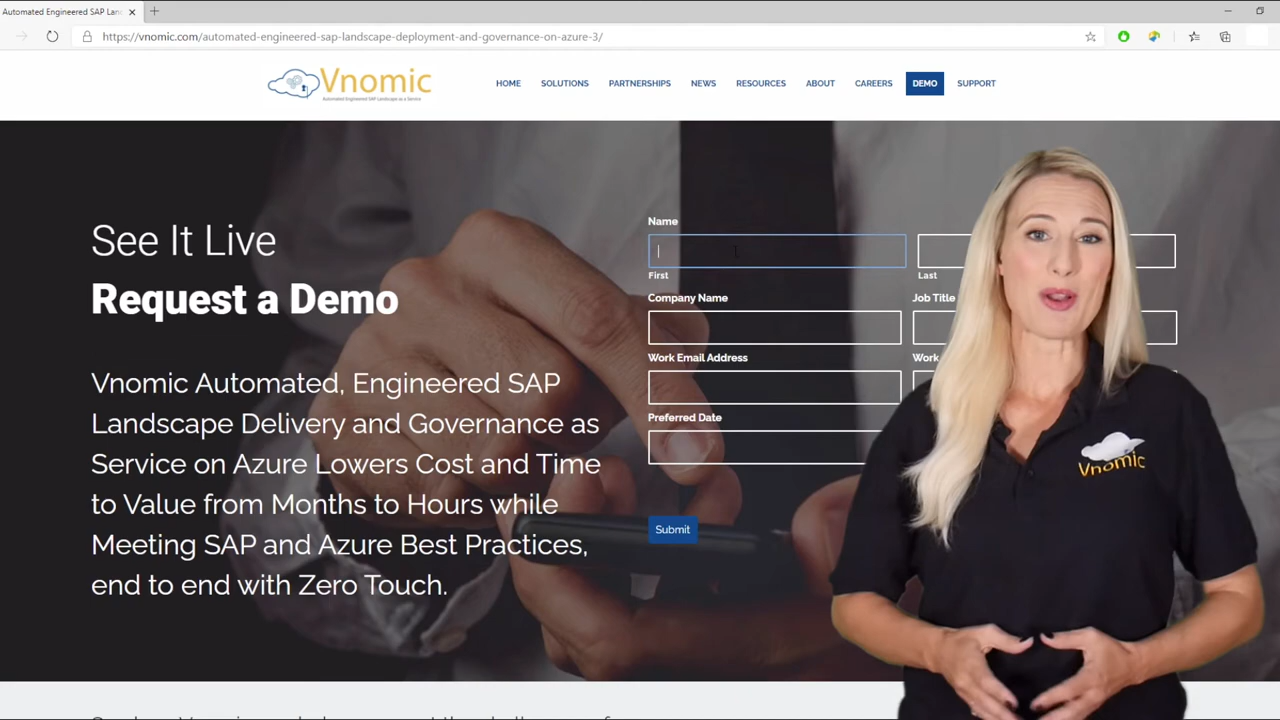 Automated Engineered SAP Lan
https://vnomic.com/automated-engineered-sap-landscape-deployment-and-governance-on-azure-3/
Vnomic
Automated Engineered SAP Landscape as a Service
HOME SOLUTIONS PARTNERSHIPS NEWS RESOURCES ABOUT CAREERS DEMO SUPPORT
See It Live
Request a Demo
Vnomic Automated, Engineered SAP
Landscape Delivery and Governance as
Service on Azure Lowers Cost and Time
to Value from Months to Hours while
Meeting SAP and Azure Best Practices,
end to end with Zero Touch.
Name
First Last
Company Name Job Title
Work Email Address Work
Preferred Date
Submit
Vnomic